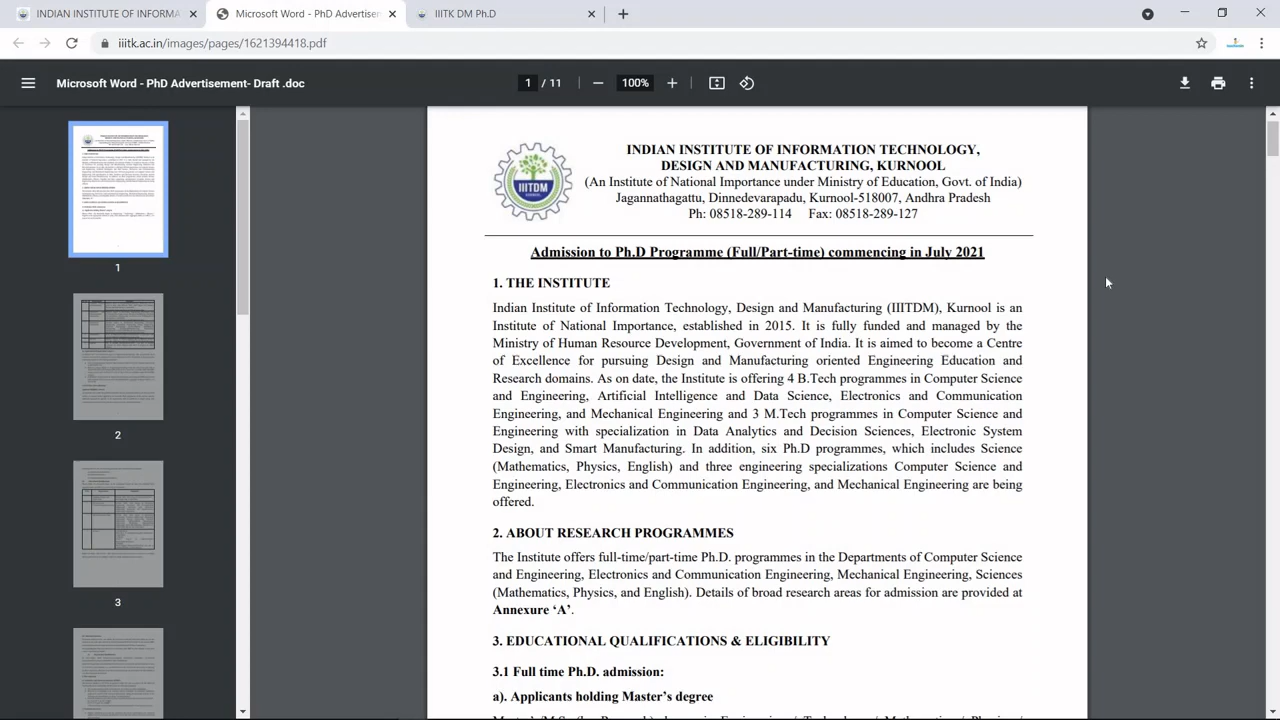 INDIAN INSTITUTE OF INFORMA
Microsoft Word - PhD Advertisemen
IIITK DM Ph.D
iiitk.ac.in/images/pages/1621394418.pdf
Microsoft Word - PhD Advertisement- Draft .doc
1 / 11
100%
1
2
3
IIITDM
INDIAN INSTITUTE OF INFORMATION TECHNOLOGY,
DESIGN AND MANUFACTURING, KURNOOL
(An Institute of National Importance under Ministry of Education, Govt. of India)
Jagannathagattu, Dinnedevarapadu, Kurnool-518007, Andhra Pradesh
Ph: 08518-289-114 Fax: 08518-289-127
Admission to Ph.D Programme (Full/Part-time) commencing in July 2021
1. THE INSTITUTE
Indian Institute of Information Technology, Design and Manufacturing (IIITDM), Kurnool is an
Institute of National Importance, established in 2015. It is fully funded and managed by the
Ministry of Human Resource Development, Government of India. It is aimed to become a Centre
of Excellence for pursuing Design and Manufacturing oriented Engineering Education and
Research domains. As on date, the Institute is offering 4 B.Tech programmes in Computer Science
and Engineering, Artificial Intelligence and Data Science, Electronics and Communication
Engineering, and Mechanical Engineering and 3 M.Tech programmes in Computer Science and
Engineering with specialization in Data Analytics and Decision Sciences, Electronic System
Design, and Smart Manufacturing. In addition, six Ph.D programmes, which includes Science
(Mathematics, Physics, English) and three engineering specializations Computer Science and
Engineering, Electronics and Communication Engineering, and Mechanical Engineering are being
offered.
2. ABOUT RESEARCH PROGRAMMES
The Institute offers full-time/part-time Ph.D. programmes in the Departments of Computer Science
and Engineering, Electronics and Communication Engineering, Mechanical Engineering, Sciences
(Mathematics, Physics, and English). Details of broad research areas for admission are provided at
Annexure ‘A’.
3. EDUCATIONAL QUALIFICATIONS & ELIGIBILITY
Ph.D. admission:
a). Applicants holding Master’s degree